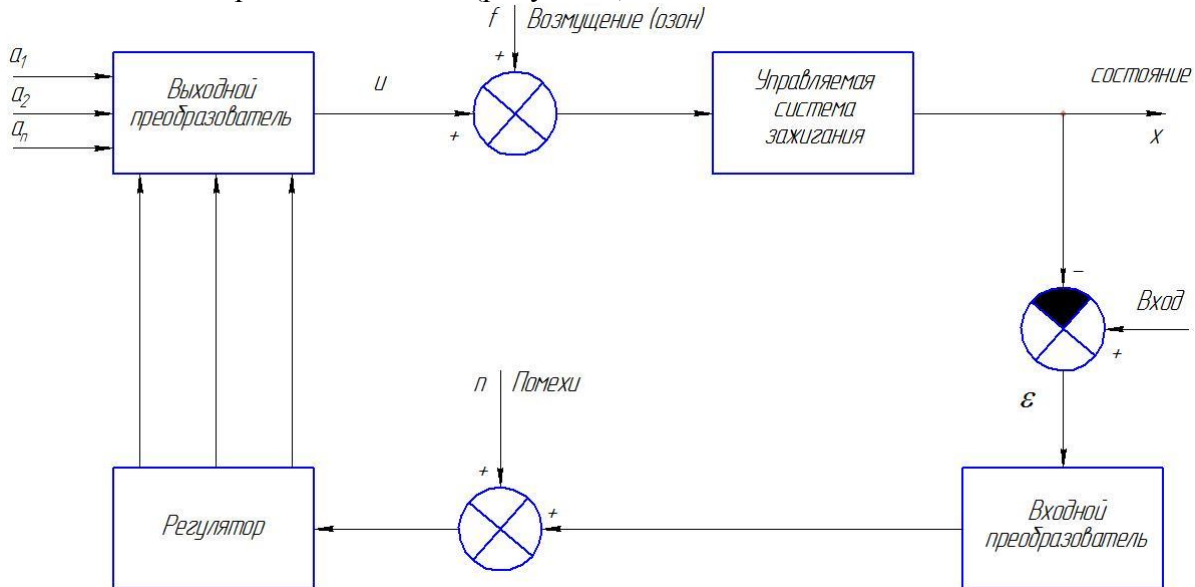 f Возмущение (озон)
a1
a2
an
Выходной
преобразователь
u
+
+
Управляемая
система
зажигания
состояние
x
−
Вход
+
ε
n Помехи
+
+
Регулятор
Входной
преобразователь